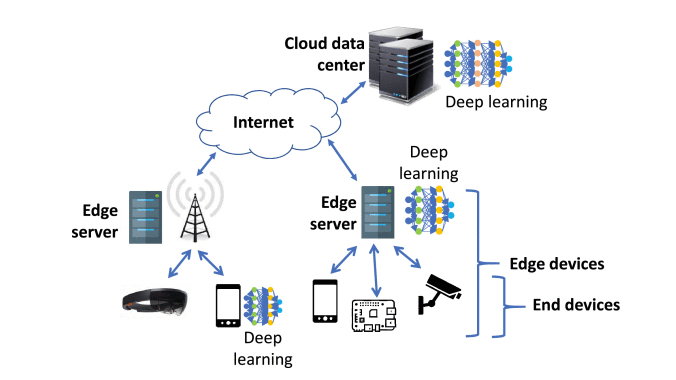 Cloud data
center
Deep learning
Internet
Deep
learning
Edge
server
Edge
server
Edge devices
End devices
Deep
learning